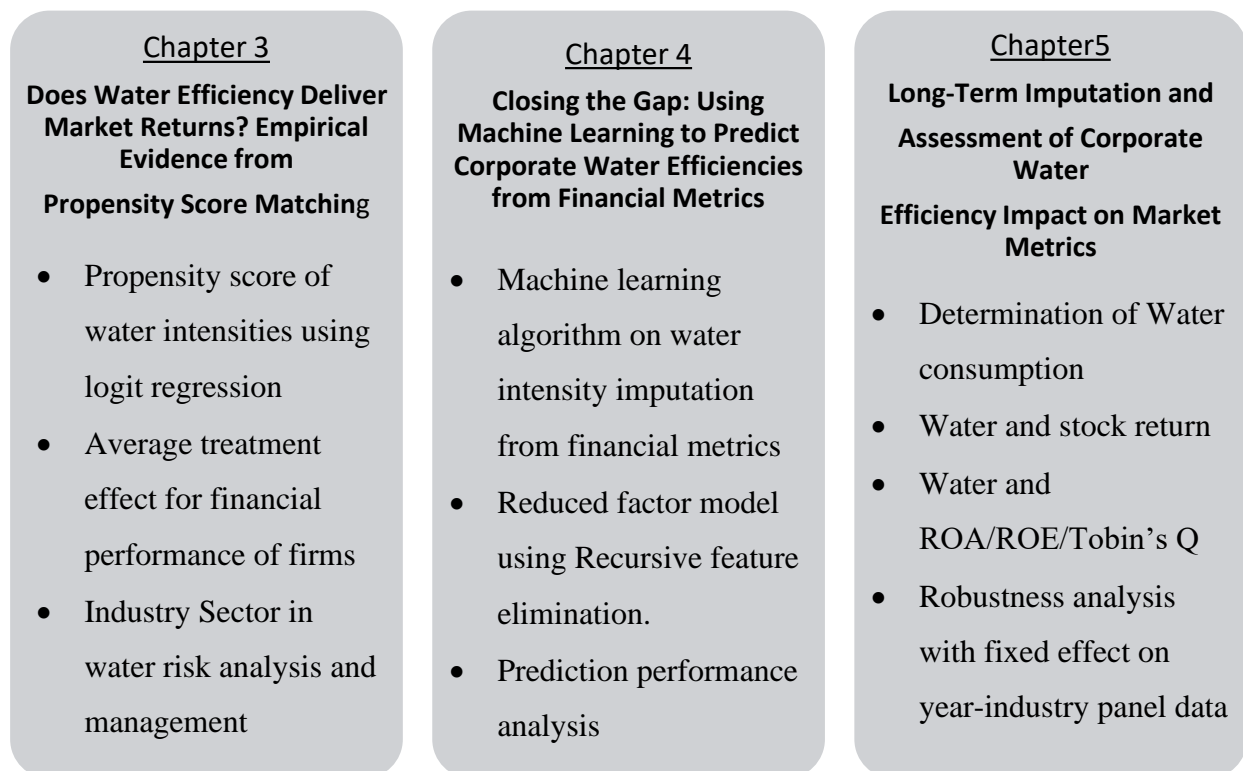 Chapter 3
Does Water Efficiency Deliver
Market Returns? Empirical
Evidence from
Propensity Score Matching
• Propensity score of
water intensities using
logit regression
• Average treatment
effect for financial
performance of firms
• Industry Sector in
water risk analysis and
management
Chapter 4
Closing the Gap: Using
Machine Learning to Predict
Corporate Water Efficiencies
from Financial Metrics
• Machine learning
algorithm on water
intensity imputation
from financial metrics
• Reduced factor model
using Recursive feature
elimination.
• Prediction performance
analysis
Chapter5
Long-Term Imputation and
Assessment of Corporate
Water
Efficiency Impact on Market
Metrics
• Determination of Water
consumption
• Water and stock return
• Water and
ROA/ROE/Tobin’s Q
• Robustness analysis
with fixed effect on
year-industry panel data